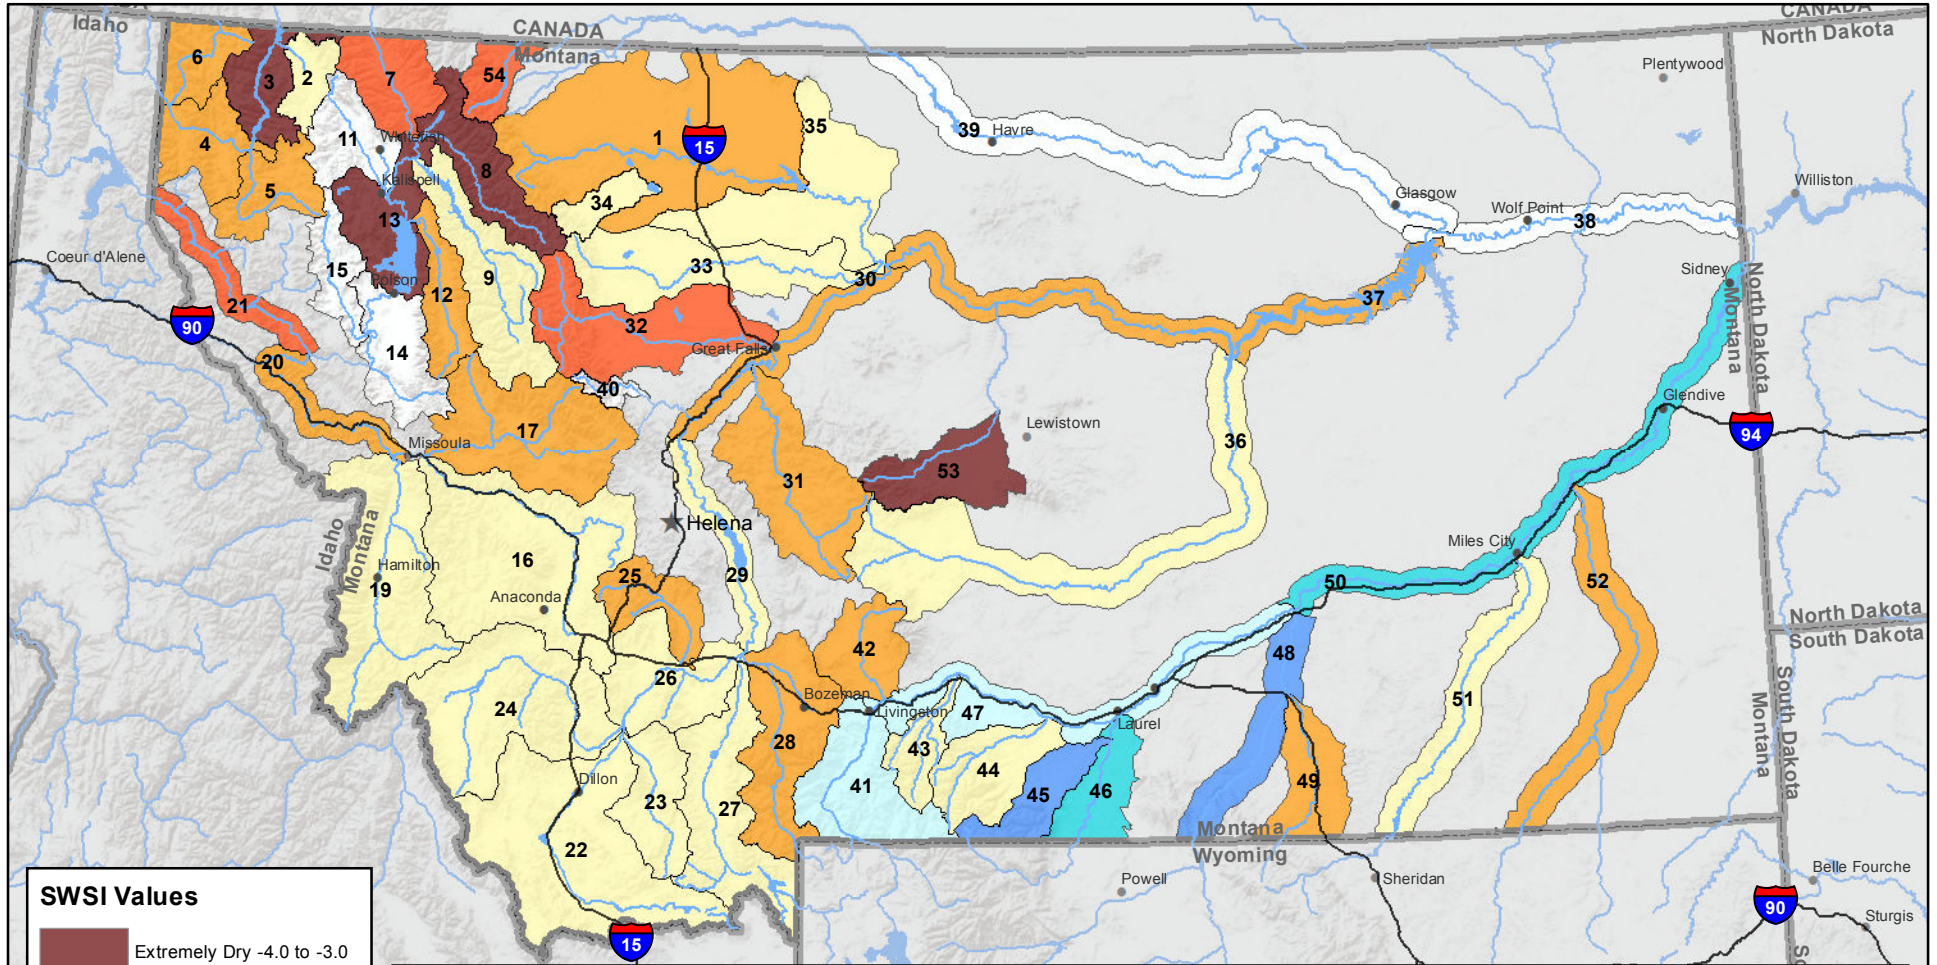 CANADA
Idaho
CANADA
Montana
CANADA
North Dakota
6
3
2
7
54
Plentywood
1
15
35
39
Havre
11
Whitefish
4
8
Kalispell
5
34
13
Glasgow
Wolf Point
38
Williston
Coeur d'Alene
15
Polson
9
33
30
Sidney
12
21
37
90
32
North Dakota
Montana
20
14
Great Falls
40
Glendive
17
Missoula
Lewistown
36
94
53
31
Helena
Idaho
Montana
16
Hamilton
19
Anaconda
25
29
Miles City
50
52
North Dakota
South Dakota
42
48
26
24
Bozeman
Livingston
47
Laurel
51
South Dakota
Montana
28
43
44
41
45
46
49
Dillon
23
27
22
Montana
Wyoming
Powell
Sheridan
Belle Fourche
90
Sturgis
15
SWSI Values
Extremely Dry -4.0 to -3.0